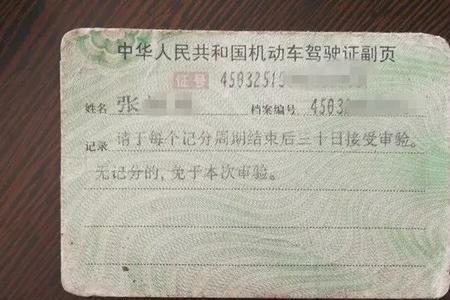 中华人民共和国机动车驾驶证副页
证号 45032519
姓名 张 档案编号 45032
记录 请于每个记分周期结束后三十日接受审验。
无记分的,免于本次审验。